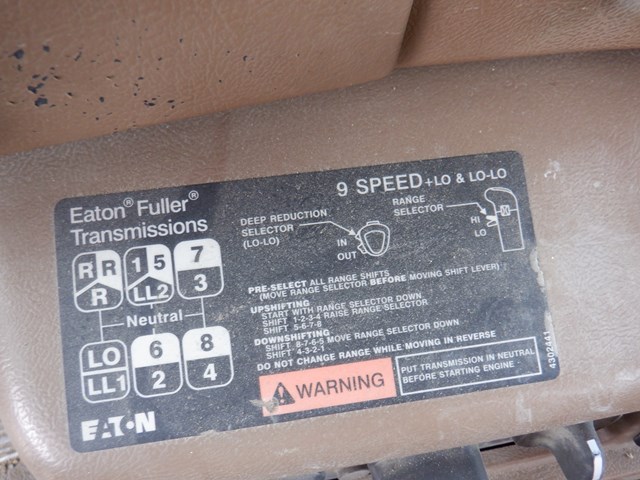 Eaton® Fuller®
Transmissions
9 SPEED +LO & LO-LO
DEEP REDUCTION
SELECTOR
(LO-LO)
IN
OUT
RANGE
SELECTOR
HI
LO
R R
R
1 5
LL2
7
3
Neutral
LO
LL1
6
2
8
4
PRE-SELECT ALL RANGE SHIFTS
(MOVE RANGE SELECTOR BEFORE MOVING SHIFT LEVER)
UPSHIFTING
START WITH RANGE SELECTOR DOWN
SHIFT 1-2-3-4 RAISE RANGE SELECTOR
SHIFT 5-6-7-8
DOWNSHIFTING
SHIFT 8-7-6-5 MOVE RANGE SELECTOR DOWN
SHIFT 4-3-2-1
DO NOT CHANGE RANGE WHILE MOVING IN REVERSE
WARNING
PUT TRANSMISSION IN NEUTRAL
BEFORE STARTING ENGINE
EATON
4302441